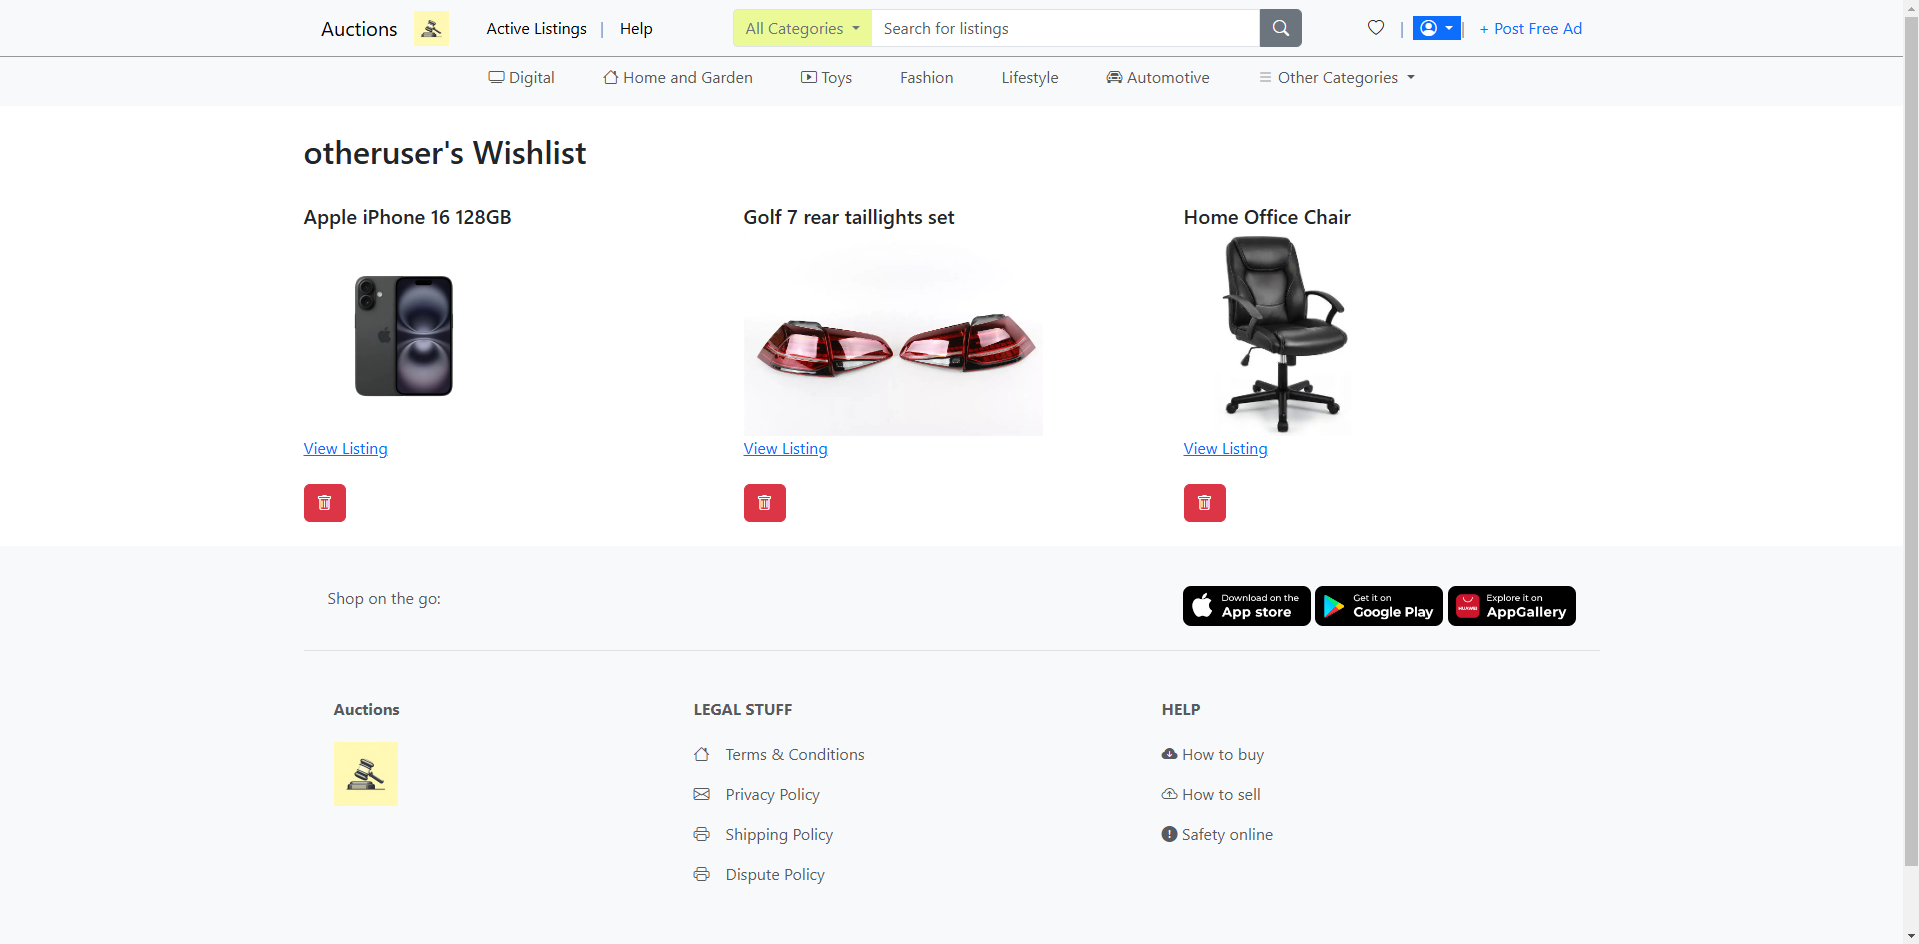 Auctions
Active Listings | Help
All Categories
Search for listings
| | + Post Free Ad
Digital
Home and Garden
Toys
Fashion
Lifestyle
Automotive
Other Categories
otheruser's Wishlist
Apple iPhone 16 128GB
Golf 7 rear taillights set
Home Office Chair
View Listing
View Listing
View Listing
Shop on the go:
Download on the
App store
Get it on
Google Play
HUAWEI
Explore it on
AppGallery
Auctions
LEGAL STUFF
Terms & Conditions
Privacy Policy
Shipping Policy
Dispute Policy
HELP
How to buy
How to sell
Safety online